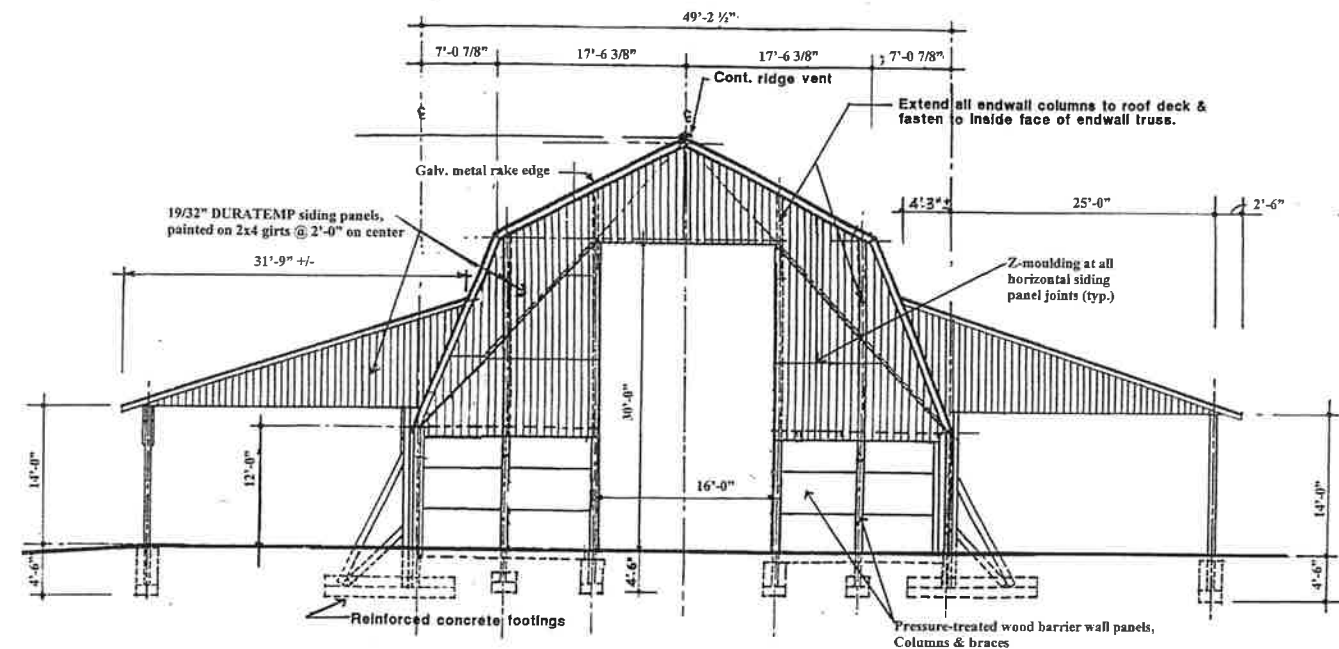 49'-2 ½"
7'-0 7/8"
17'-6 3/8"
17'-6 3/8"
7'-0 7/8"
Cont. ridge vent
Extend all endwall columns to roof deck &
fasten to inside face of endwall truss.
℄
℄
Galv. metal rake edge
19/32" DURATEMP siding panels,
painted on 2x4 girts @ 2'-0" on center
31'-9" +/-
4'-3" ±
25'-0"
2'-6"
Z-moulding at all
horizontal siding
panel joints (typ.)
14'-0"
12'-0"
30'-0"
16'-0"
14'-0"
4'-6"
4'-6"
4'-6"
Reinforced concrete footings
Pressure-treated wood barrier wall panels,
Columns & braces